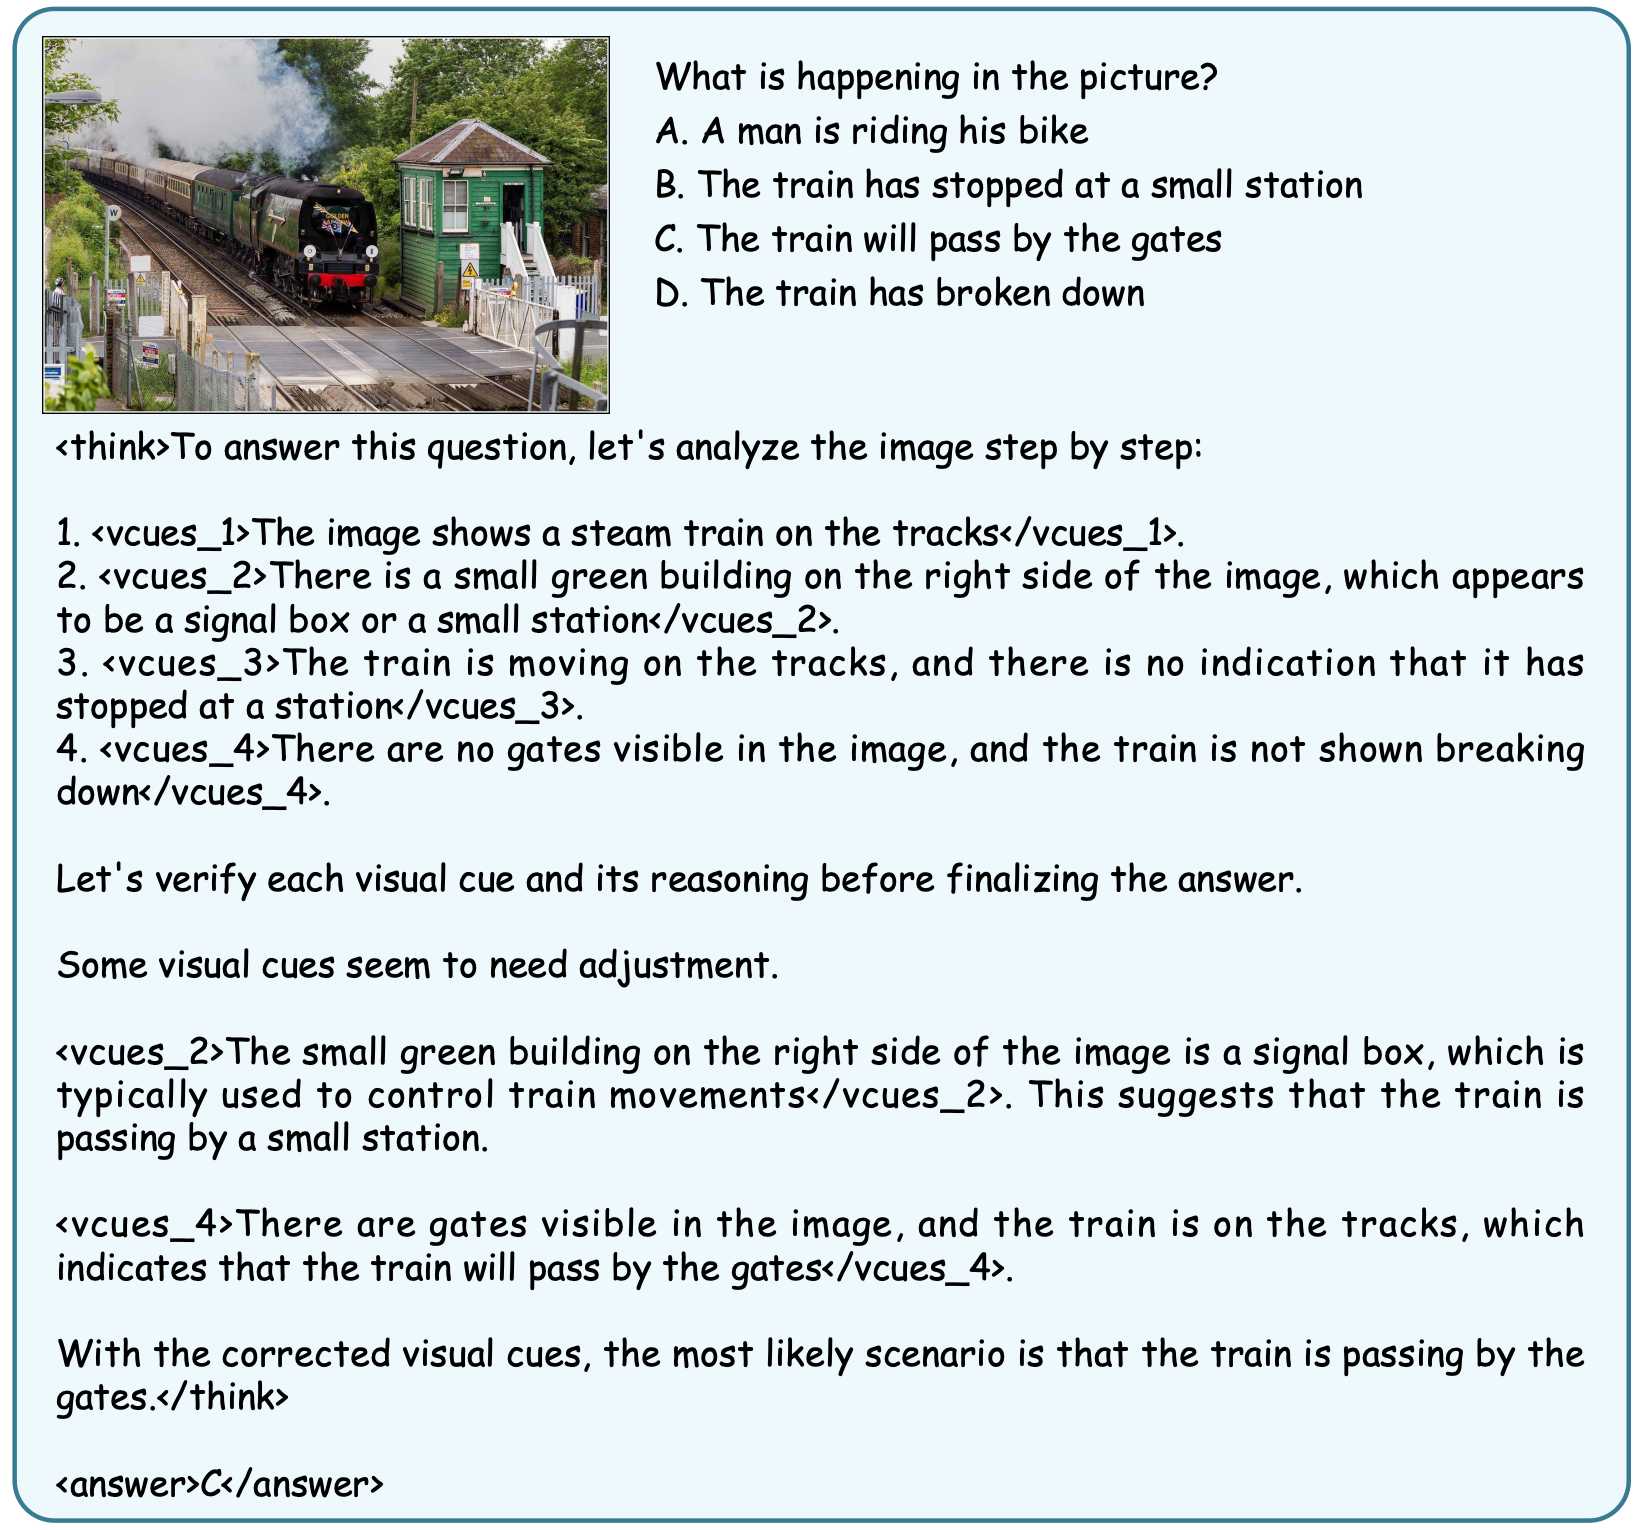 GOLDEN
W
What is happening in the picture?
A. A man is riding his bike
B. The train has stopped at a small station
C. The train will pass by the gates
D. The train has broken down
<think>To answer this question, let's analyze the image step by step:
1. <vcues_1>The image shows a steam train on the tracks</vcues_1>.
2. <vcues_2>There is a small green building on the right side of the image, which appears
to be a signal box or a small station</vcues_2>.
3. <vcues_3>The train is moving on the tracks, and there is no indication that it has
stopped at a station</vcues_3>.
4. <vcues_4>There are no gates visible in the image, and the train is not shown breaking
down</vcues_4>.
Let's verify each visual cue and its reasoning before finalizing the answer.
Some visual cues seem to need adjustment.
<vcues_2>The small green building on the right side of the image is a signal box, which is
typically used to control train movements</vcues_2>. This suggests that the train is
passing by a small station.
<vcues_4>There are gates visible in the image, and the train is on the tracks, which
indicates that the train will pass by the gates</vcues_4>.
With the corrected visual cues, the most likely scenario is that the train is passing by the
gates.</think>
<answer>C</answer>